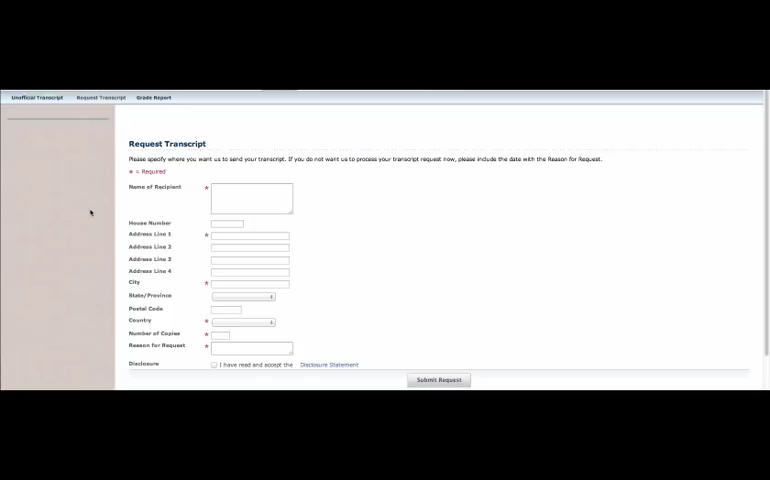 Unofficial Transcript Request Transcript Grade Report
Request Transcript
Please specify where you want us to send your transcript. If you do not want us to process your transcript request now, please include the date with the Reason for Request.
* = Required
Name of Recipient *
House Number
Address Line 1 *
Address Line 2
Address Line 3
Address Line 4
City *
State/Province
Postal Code
Country *
Number of Copies *
Reason for Request *
Disclosure I have read and accept the Disclosure Statement
Submit Request